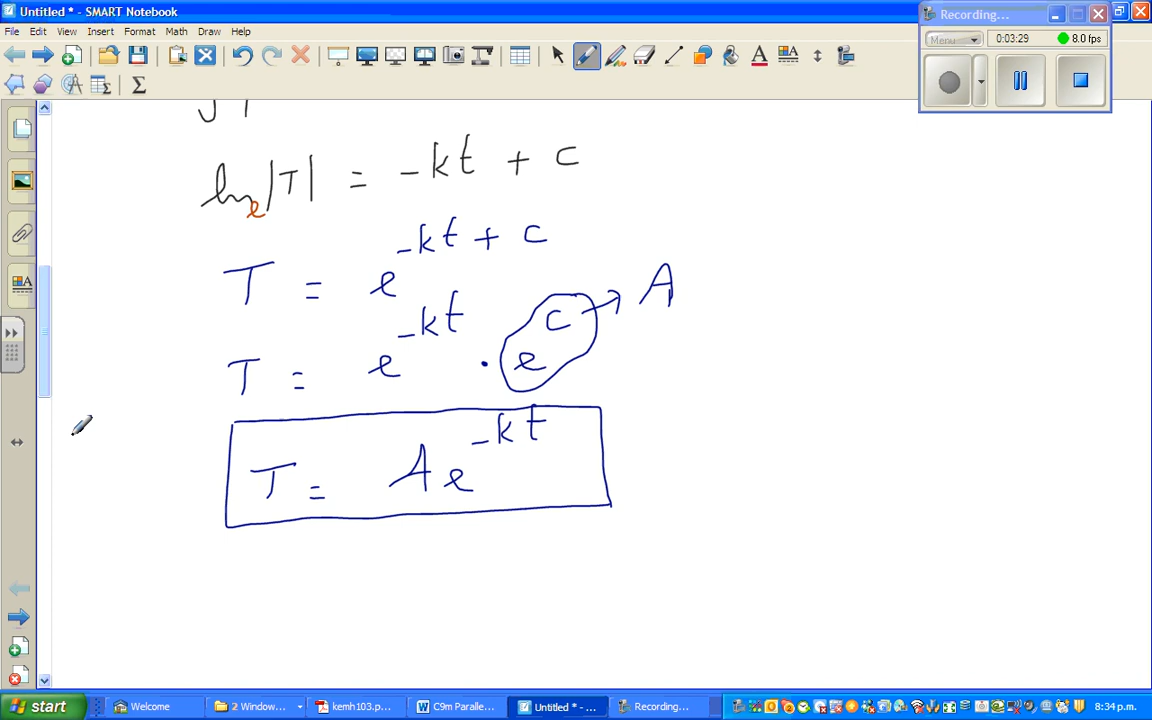 Untitled * - SMART Notebook
Recording...
File Edit View Insert Format Math Draw Help
Menu 0:03:29 8.0 fps
ln|T| = -kt + c
e
T = e^{-kt + c}
T = e^{-kt} · e^{c} → A
T = Ae^{-kt}
start Welcome 2 Window... kemh103.p... C9m Paralle... Untitled * - ... Recording... 8:34 p.m.